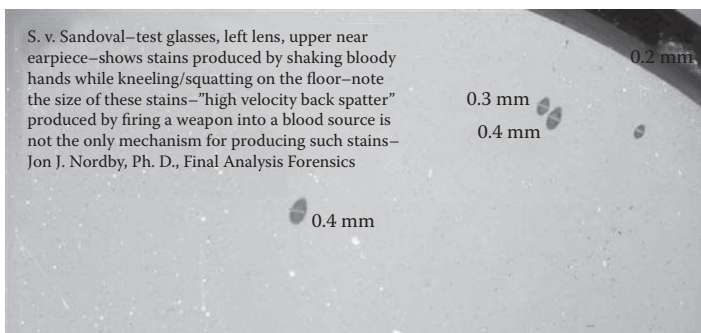 S. v. Sandoval–test glasses, left lens, upper near
earpiece–shows stains produced by shaking bloody
hands while kneeling/squatting on the floor–note
the size of these stains–”high velocity back spatter”
produced by firing a weapon into a blood source is
not the only mechanism for producing such stains–
Jon J. Nordby, Ph. D., Final Analysis Forensics
0.2 mm
0.3 mm
0.4 mm
0.4 mm